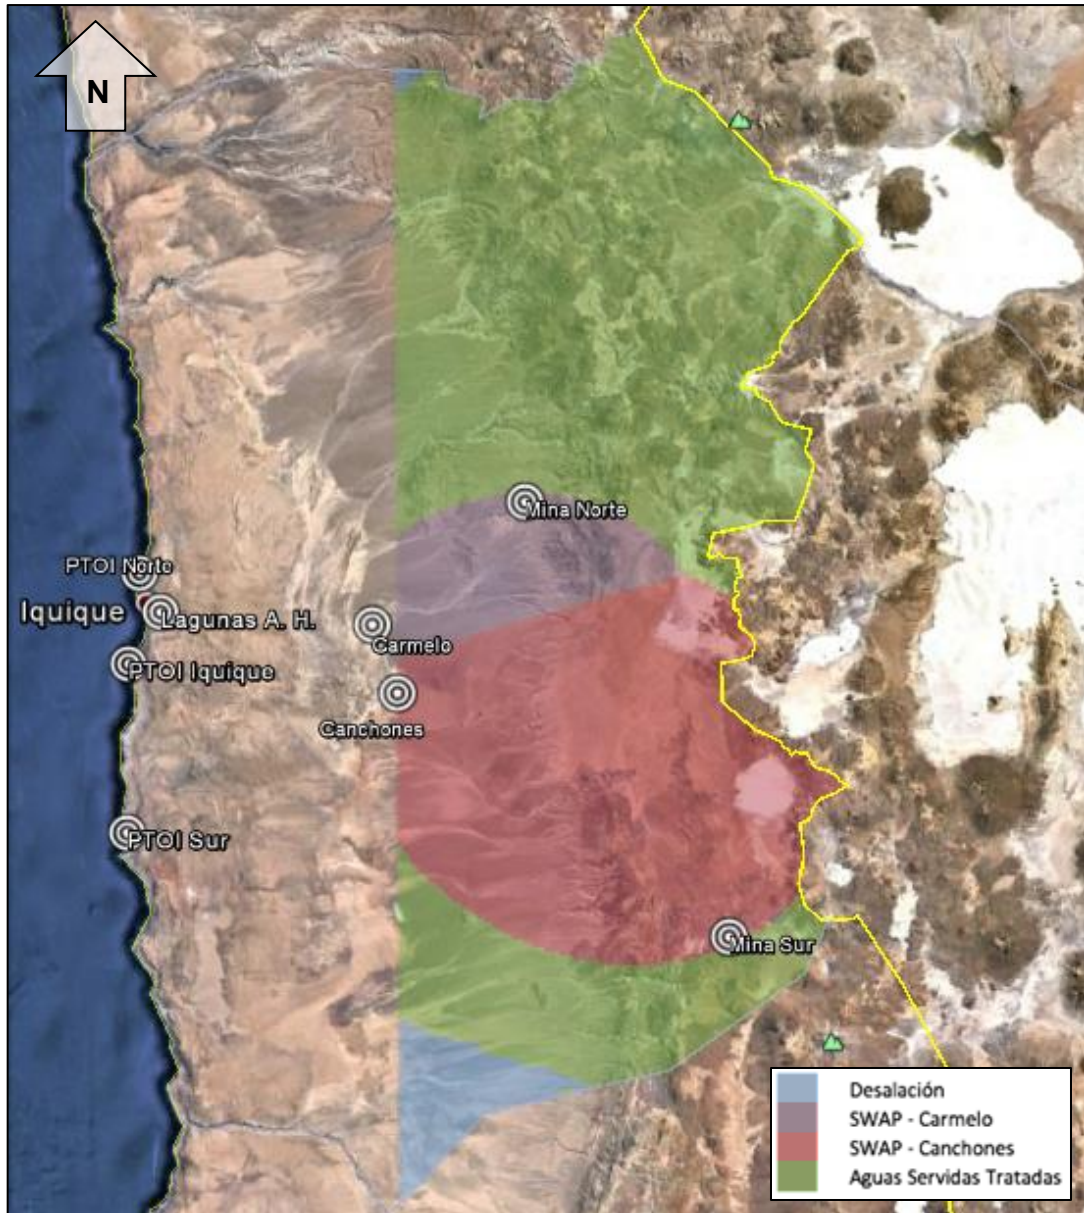 N
Mina Norte
PTOI Norte
Iquique
Lagunas A. H.
Carmelo
PTOI Iquique
Canchones
PTOI Sur
Mina Sur
Desalación
SWAP - Carmelo
SWAP - Canchones
Aguas Servidas Tratadas